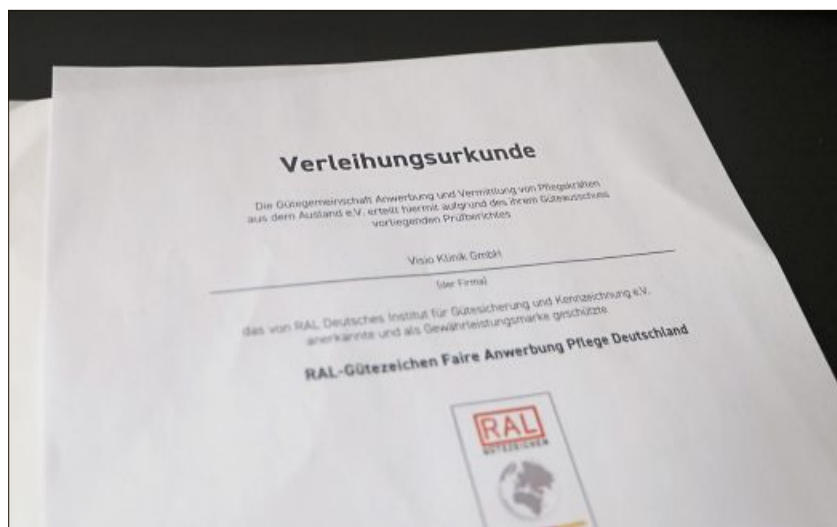 Verleihungsurkunde
Die Gütegemeinschaft Anwerbung und Vermittlung von Pflegekräften
aus dem Ausland e.V. erteilt hiermit aufgrund des ihrem Güteausschuss
vorliegenden Prüfberichtes
Visio Klinik GmbH
(der Firma)
das von RAL Deutsches Institut für Gütesicherung und Kennzeichnung e.V.
anerkannte und als Gewährleistungsmarke geschützte
RAL-Gütezeichen Faire Anwerbung Pflege Deutschland
RAL
GÜTEZEICHEN